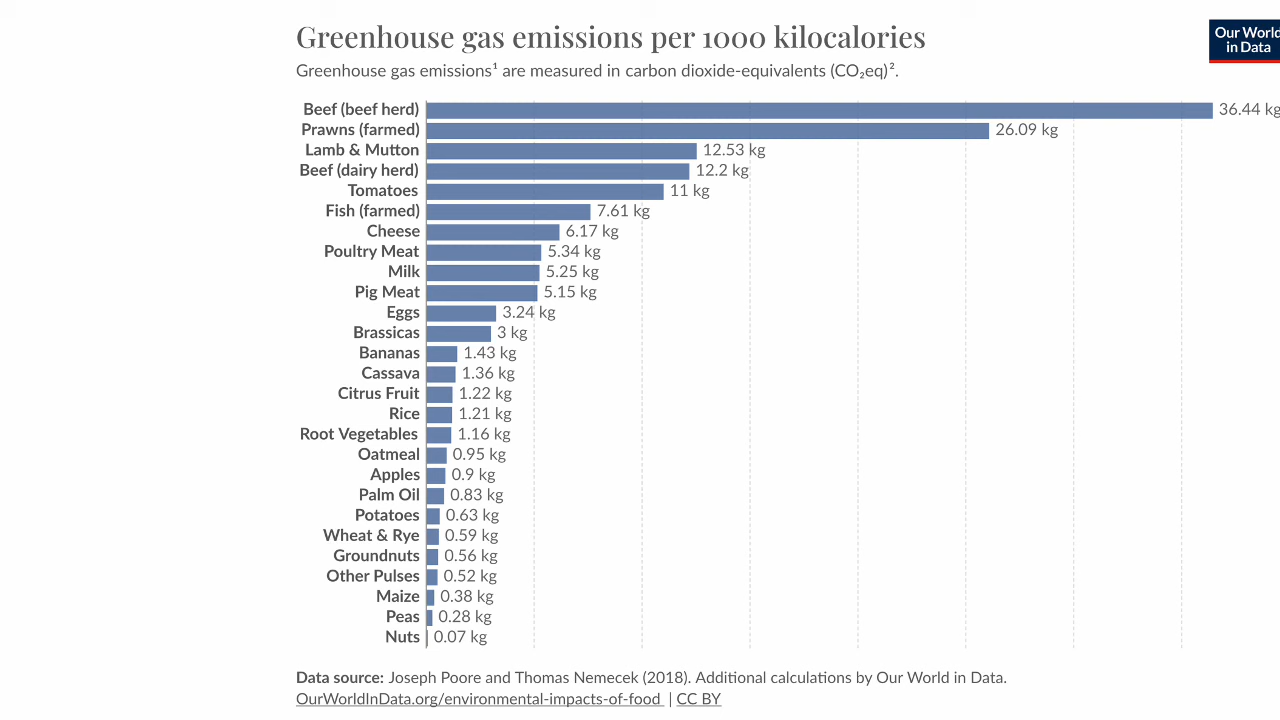 Greenhouse gas emissions per 1000 kilocalories
Our World
in Data
Greenhouse gas emissions¹ are measured in carbon dioxide-equivalents (CO₂eq)².
Beef (beef herd) 36.44 kg
Prawns (farmed) 26.09 kg
Lamb & Mutton 12.53 kg
Beef (dairy herd) 12.2 kg
Tomatoes 11 kg
Fish (farmed) 7.61 kg
Cheese 6.17 kg
Poultry Meat 5.34 kg
Milk 5.25 kg
Pig Meat 5.15 kg
Eggs 3.24 kg
Brassicas 3 kg
Bananas 1.43 kg
Cassava 1.36 kg
Citrus Fruit 1.22 kg
Rice 1.21 kg
Root Vegetables 1.16 kg
Oatmeal 0.95 kg
Apples 0.9 kg
Palm Oil 0.83 kg
Potatoes 0.63 kg
Wheat & Rye 0.59 kg
Groundnuts 0.56 kg
Other Pulses 0.52 kg
Maize 0.38 kg
Peas 0.28 kg
Nuts 0.07 kg
Data source: Joseph Poore and Thomas Nemecek (2018). Additional calculations by Our World in Data.
OurWorldInData.org/environmental-impacts-of-food | CC BY